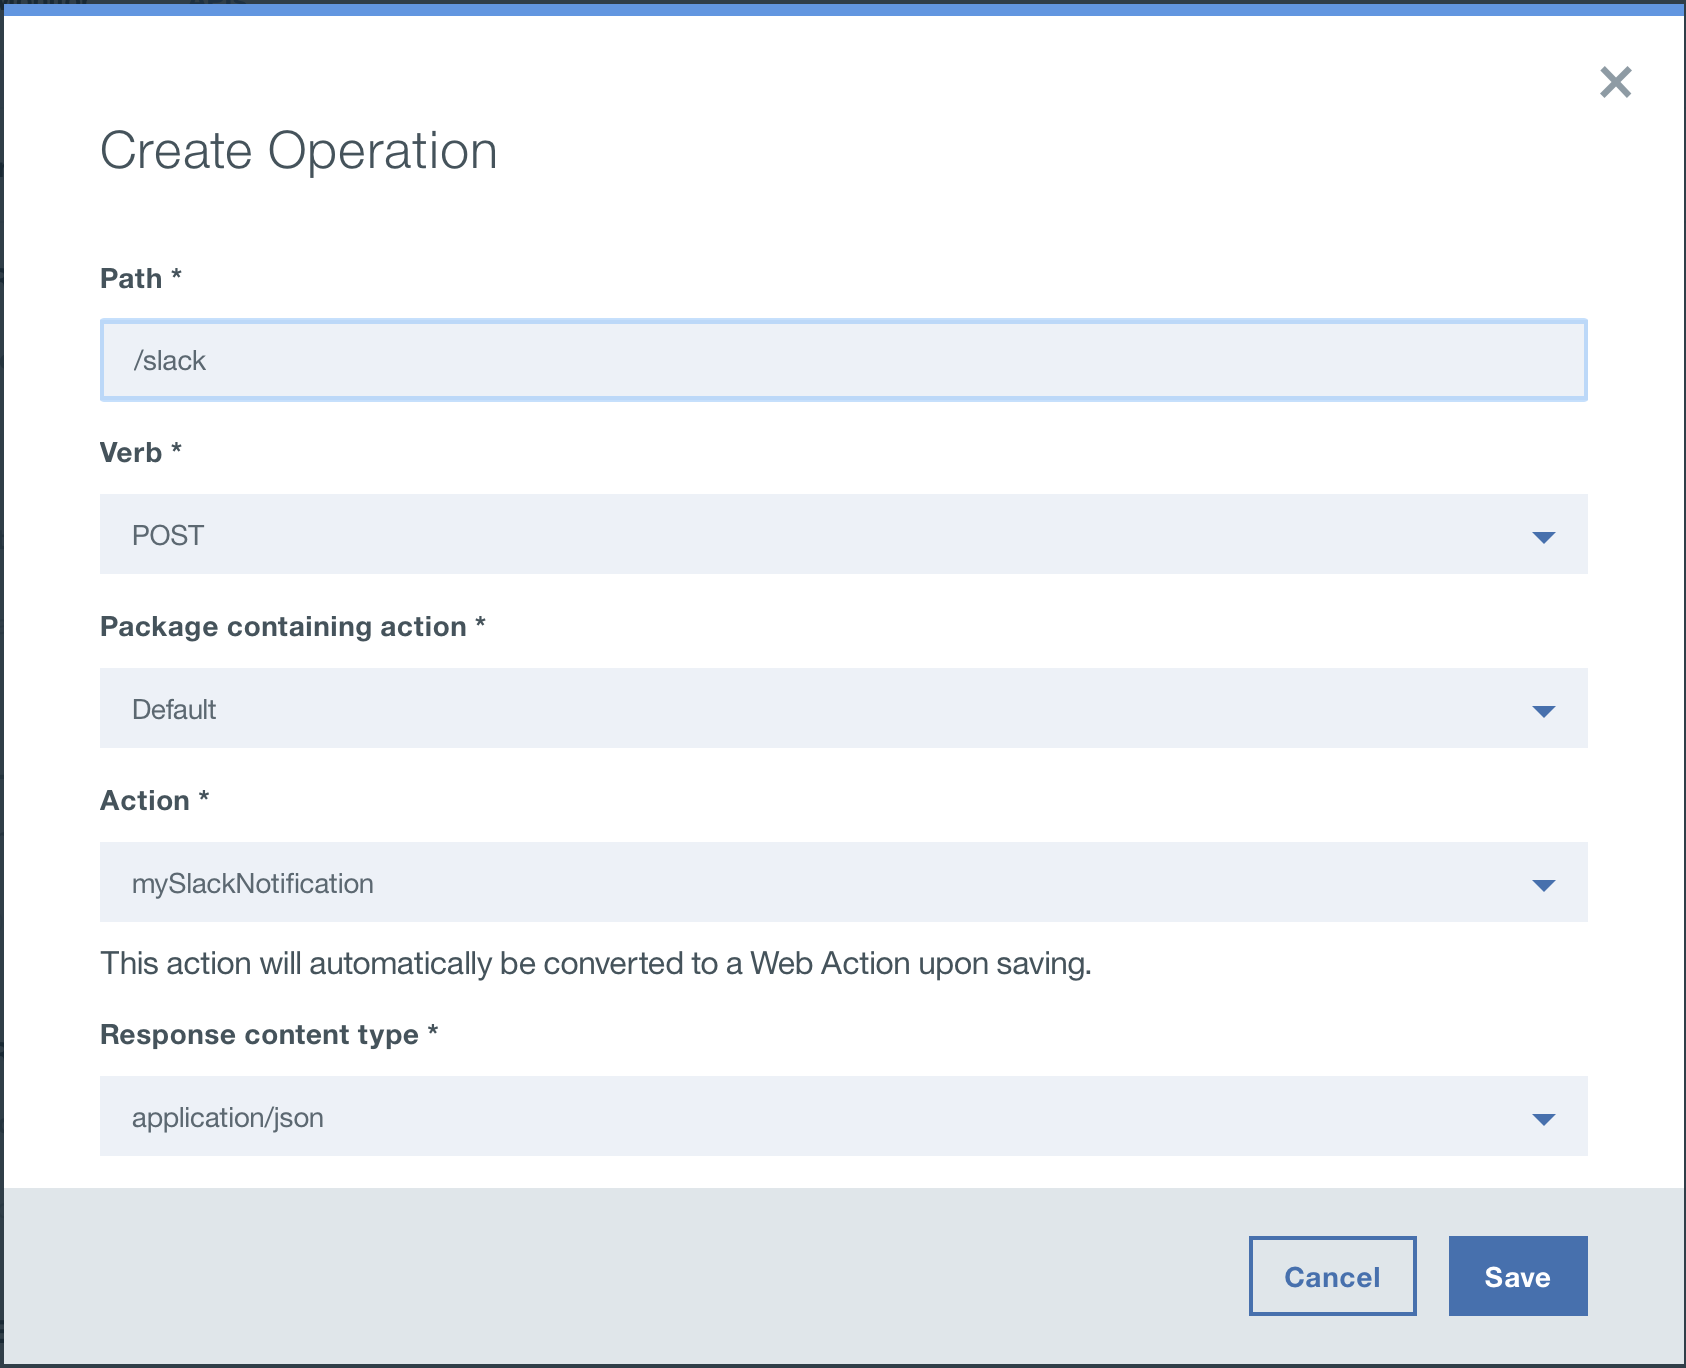 Create Operation
Path *
/slack
Verb *
POST
Package containing action *
Default
Action *
mySlackNotification
This action will automatically be converted to a Web Action upon saving.
Response content type *
application/json
Cancel
Save